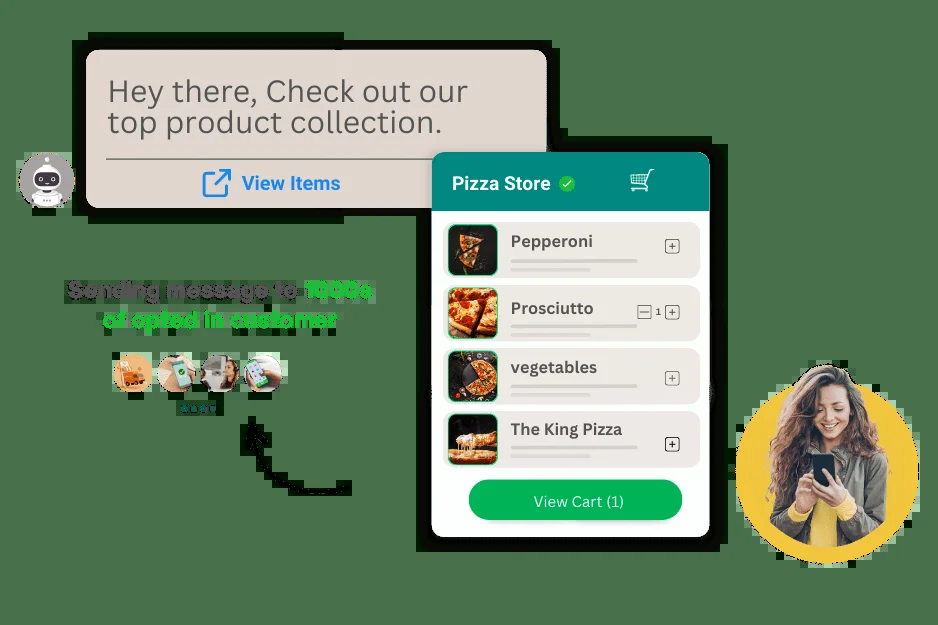 Hey there, Check out our
top product collection.
View Items
Pizza Store
Pepperoni
Prosciutto
1
vegetables
The King Pizza
View Cart (1)
Sending message to 1000s
of opted in customer